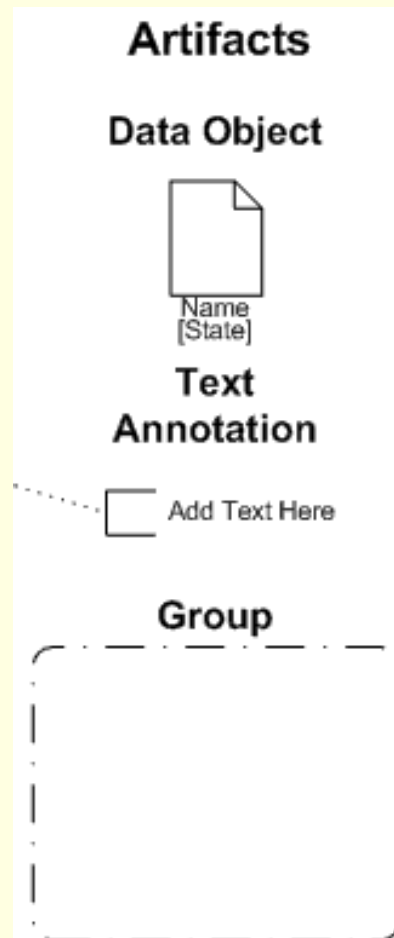 Artifacts
Data Object
Name
[State]
Text
Annotation
Add Text Here
Group